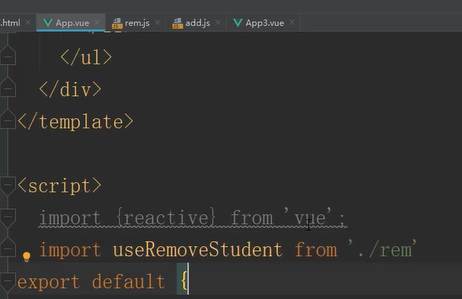 .html App.vue rem.js add.js App3.vue
</ul>
</div>
</template>
<script>
import {reactive} from 'vue';
import useRemoveStudent from './rem'
export default {